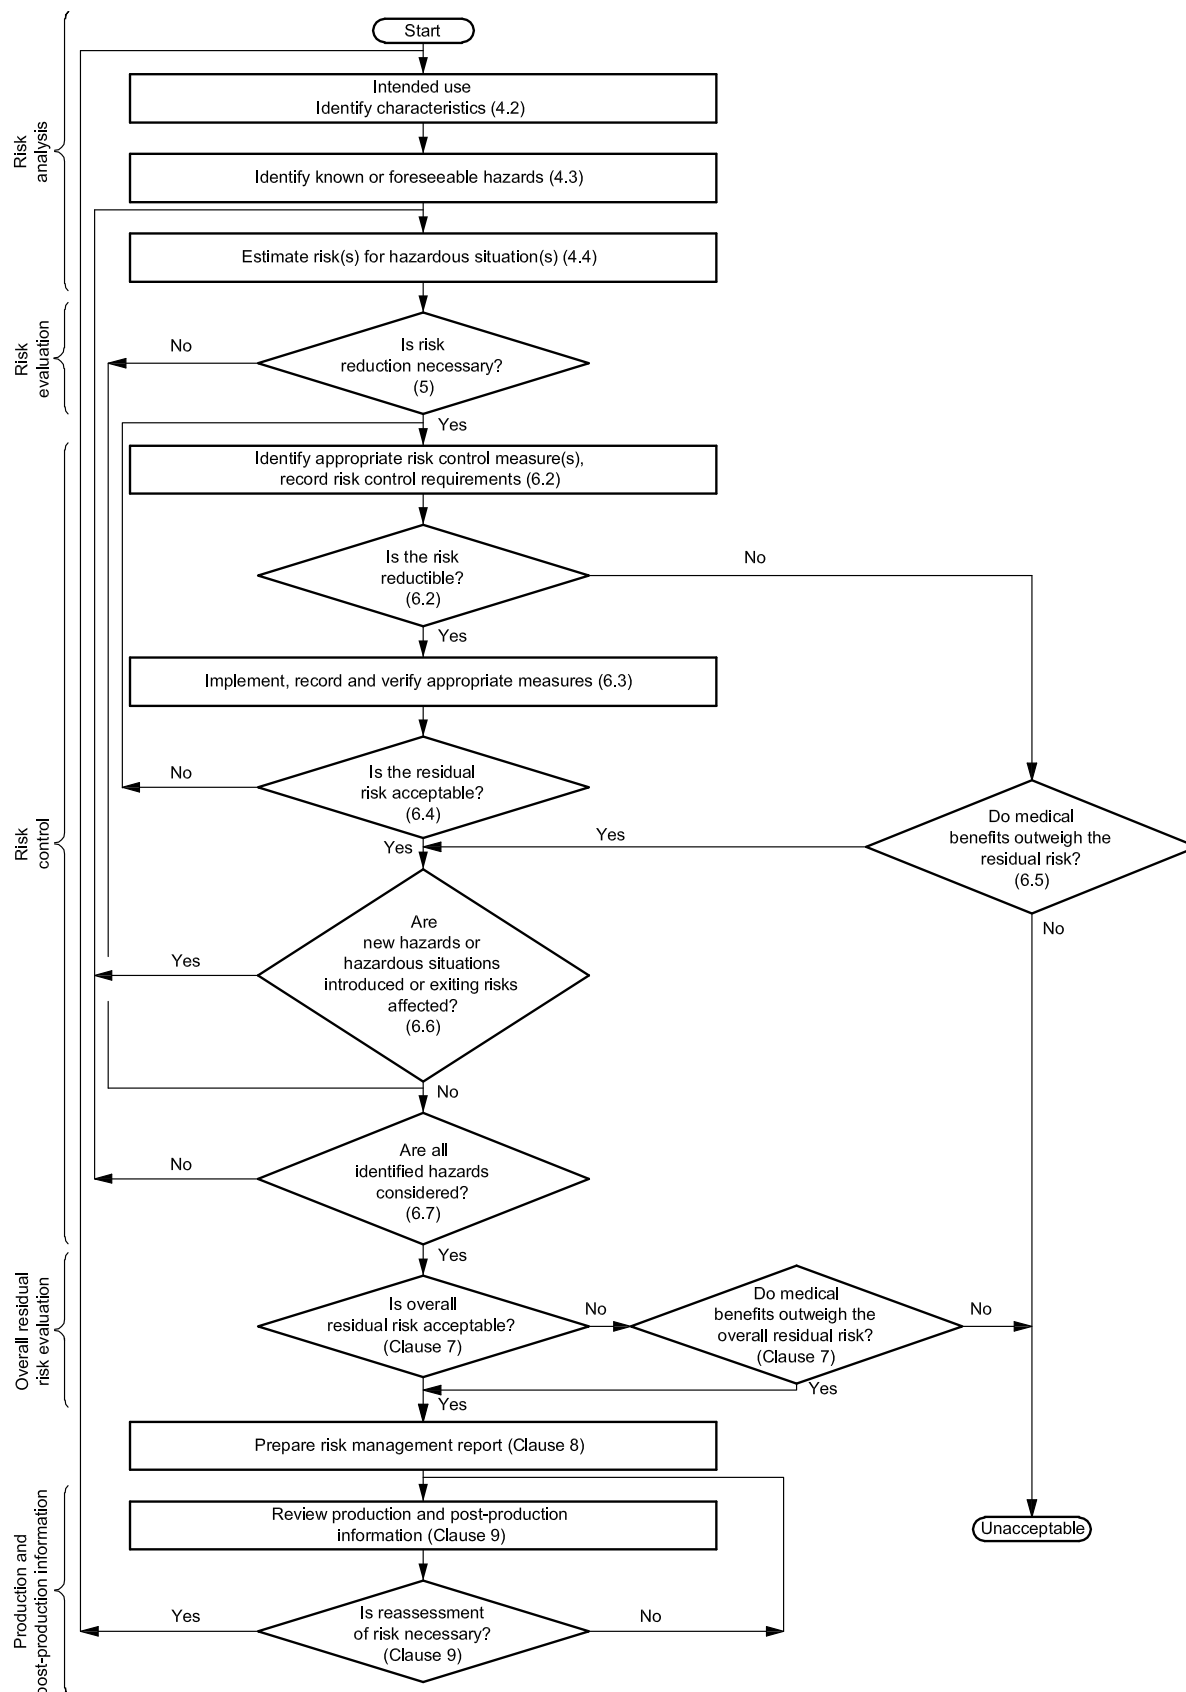 Start
Risk
analysis
Intended use
Identify characteristics (4.2)
Identify known or foreseeable hazards (4.3)
Estimate risk(s) for hazardous situation(s) (4.4)
Risk
evaluation
Is risk
reduction necessary?
(5)
No
Yes
Risk
control
Identify appropriate risk control measure(s),
record risk control requirements (6.2)
Is the risk
reductible?
(6.2)
No
Yes
Implement, record and verify appropriate measures (6.3)
Is the residual
risk acceptable?
(6.4)
No
Yes
Do medical
benefits outweigh the
residual risk?
(6.5)
Yes
No
Are
new hazards or
hazardous situations
introduced or exiting risks
affected?
(6.6)
Yes
No
Are all
identified hazards
considered?
(6.7)
No
Yes
Overall residual
risk evaluation
Is overall
residual risk acceptable?
(Clause 7)
No
Yes
Do medical
benefits outweigh the
overall residual risk?
(Clause 7)
No
Yes
Prepare risk management report (Clause 8)
Production and
post-production information
Review production and post-production
information (Clause 9)
Unacceptable
Is reassessment
of risk necessary?
(Clause 9)
Yes
No